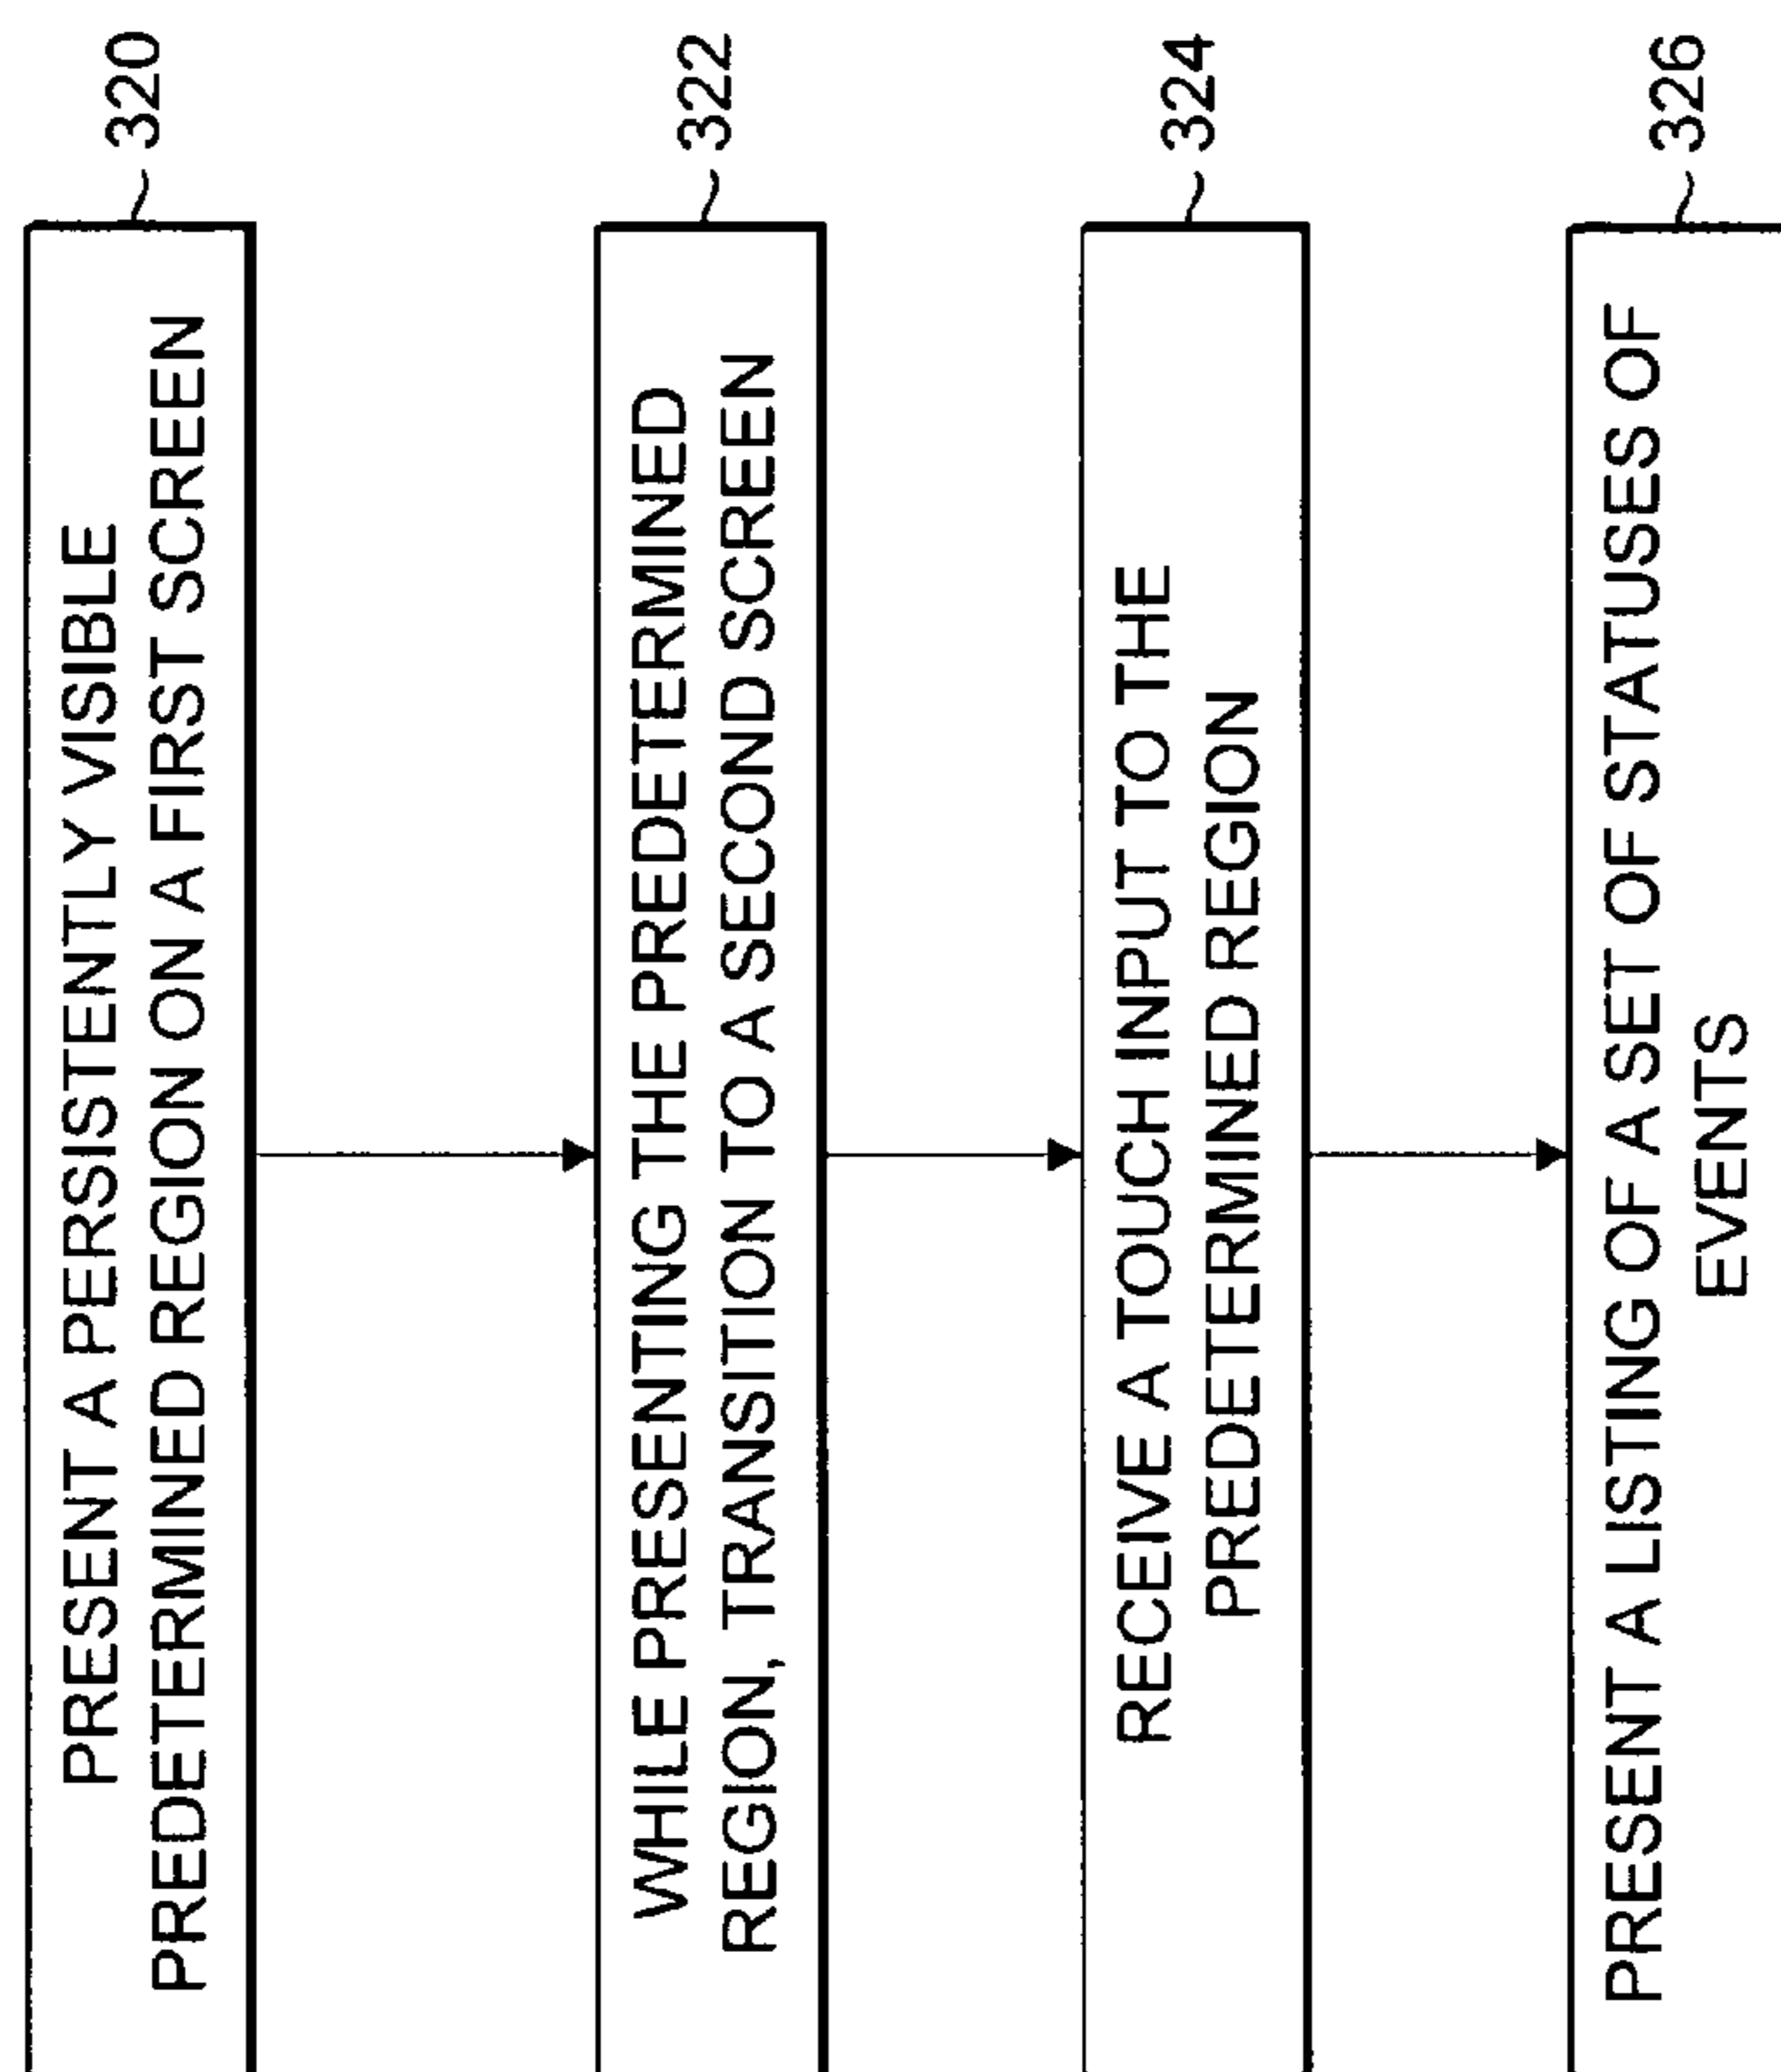 PRESENT A PERSISTENTLY VISIBLE
PREDETERMINED REGION ON A FIRST SCREEN
320
WHILE PRESENTING THE PREDETERMINED
REGION, TRANSITION TO A SECOND SCREEN
322
RECEIVE A TOUCH INPUT TO THE
PREDETERMINED REGION
324
PRESENT A LISTING OF A SET OF STATUSES OF
EVENTS
326